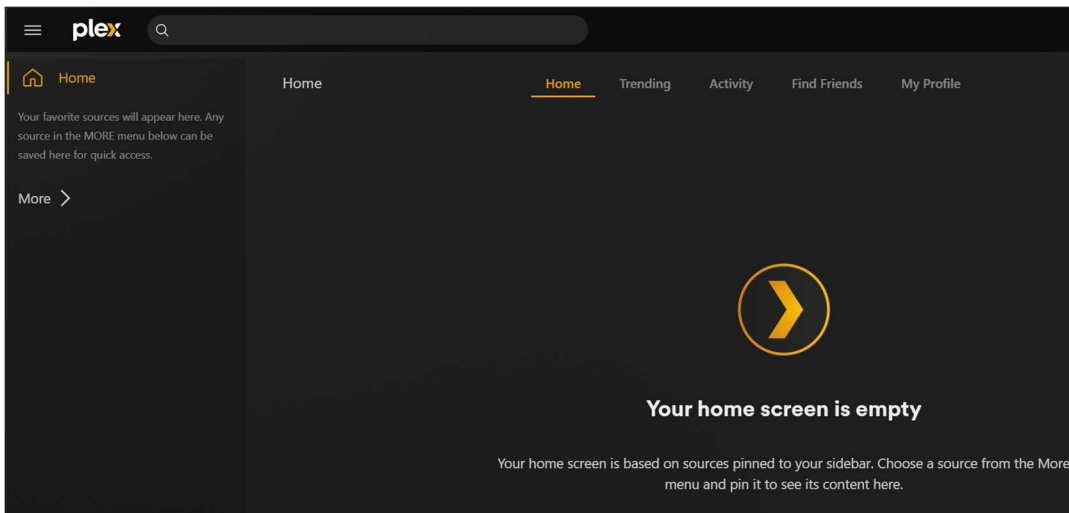 plex
Home
Your favorite sources will appear here. Any
source in the MORE menu below can be
saved here for quick access.
More
Home
Home Trending Activity Find Friends My Profile
Your home screen is empty
Your home screen is based on sources pinned to your sidebar. Choose a source from the More
menu and pin it to see its content here.